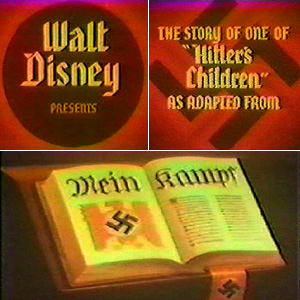 Walt
Disney
PRESENTS
THE STORY OF ONE OF
"Hitler's
Children"
AS ADAPTED FROM
Mein Kampf